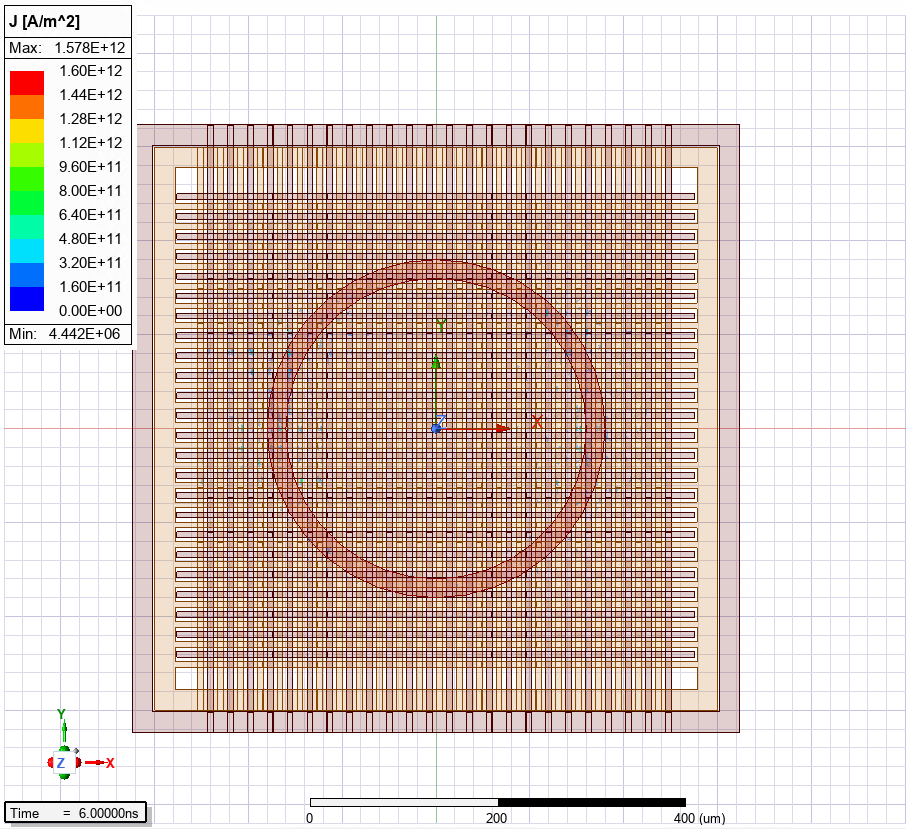 J [A/m^2]
Max: 1.578E+12
1.60E+12
1.44E+12
1.28E+12
1.12E+12
9.60E+11
8.00E+11
6.40E+11
4.80E+11
3.20E+11
1.60E+11
0.00E+00
Min: 4.442E+06
Y
Z X
Y
Z X
Time = 6.00000ns
0 200 400 (um)